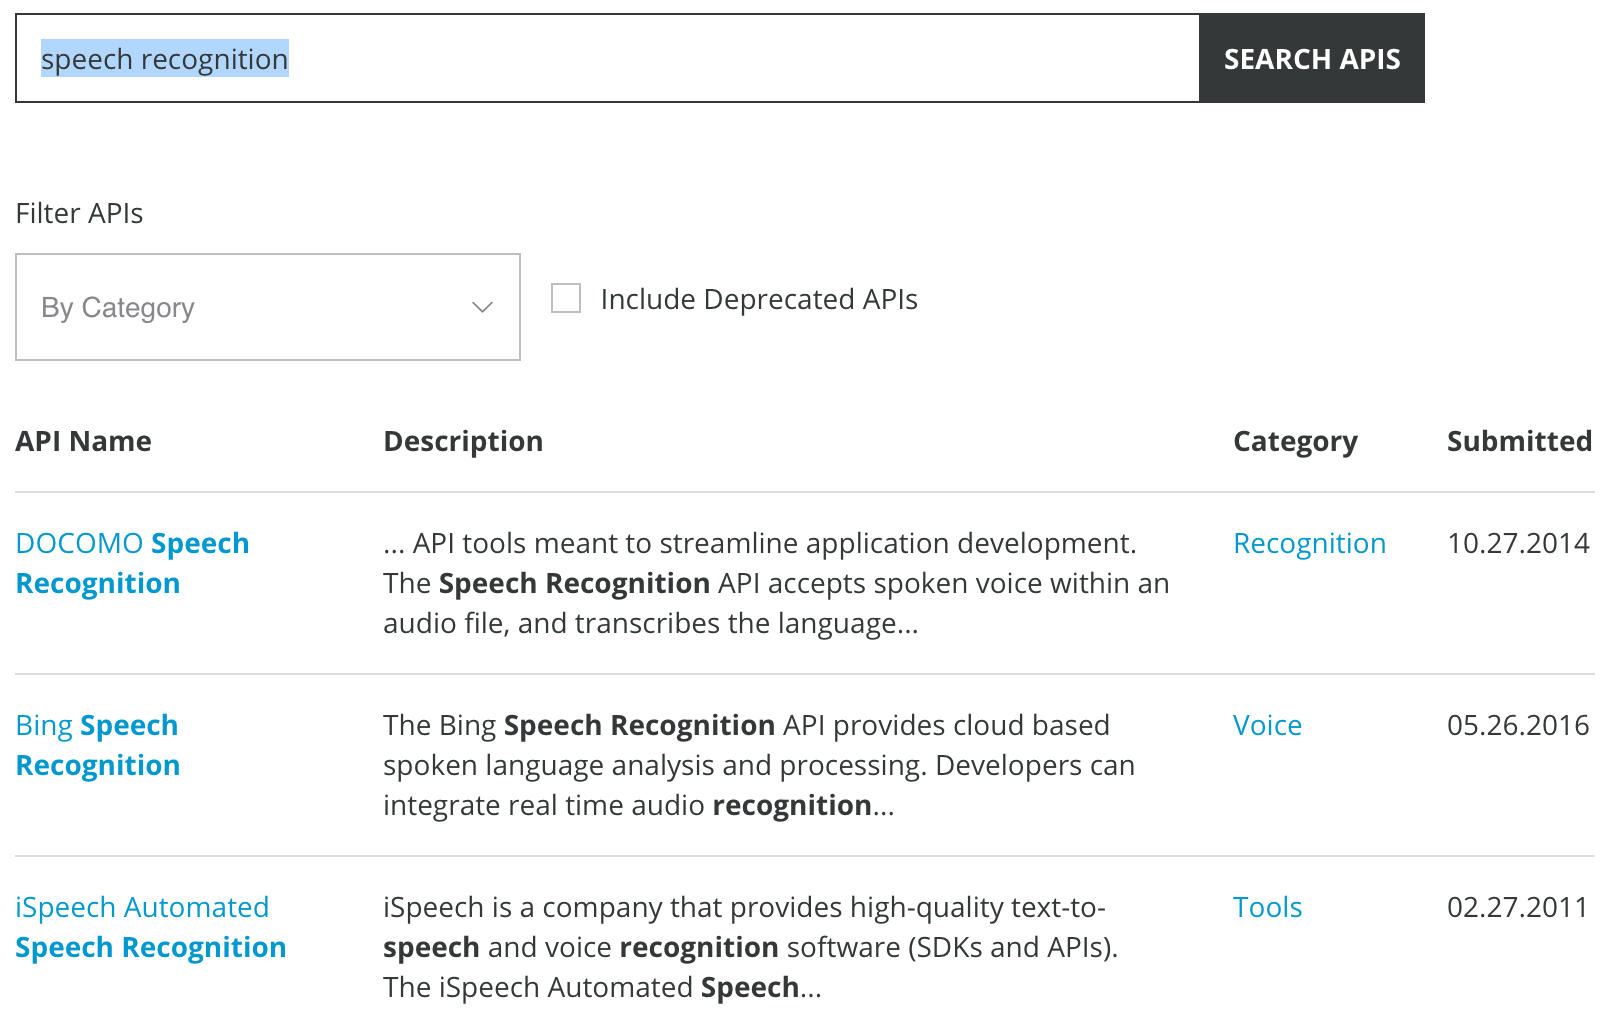 speech recognition SEARCH APIS
Filter APIs
By Category Include Deprecated APIs
API Name Description Category Submitted
DOCOMO Speech ... API tools meant to streamline application development. Recognition 10.27.2014
Recognition The Speech Recognition API accepts spoken voice within an
audio file, and transcribes the language...
Bing Speech The Bing Speech Recognition API provides cloud based Voice 05.26.2016
Recognition spoken language analysis and processing. Developers can
integrate real time audio recognition...
iSpeech Automated iSpeech is a company that provides high-quality text-to- Tools 02.27.2011
Speech Recognition speech and voice recognition software (SDKs and APIs).
The iSpeech Automated Speech...